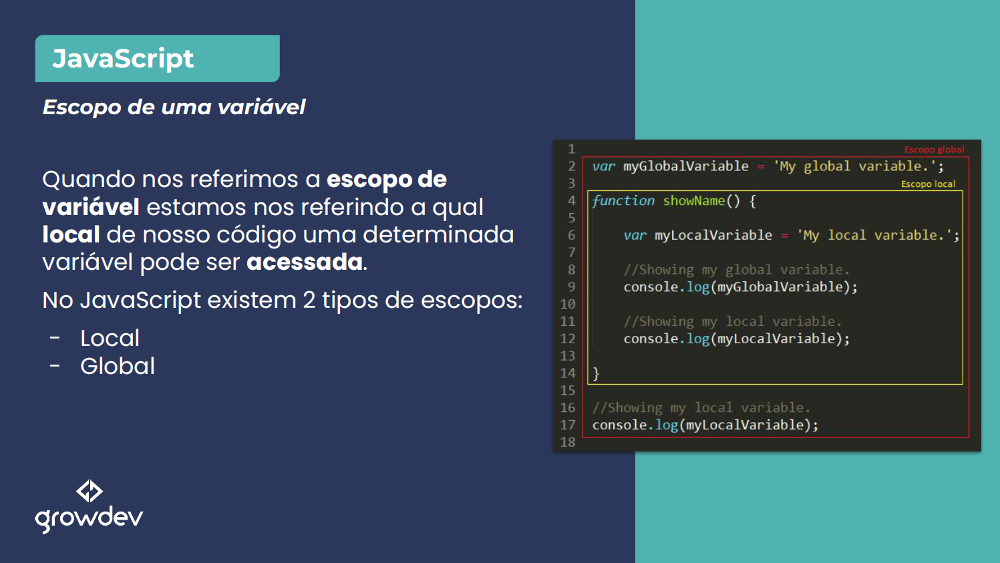 JavaScript
Escopo de uma variável
Quando nos referimos a escopo de
variável estamos nos referindo a qual
local de nosso código uma determinada
variável pode ser acessada.
No JavaScript existem 2 tipos de escopos:
- Local
- Global
growdev
Escopo global
1
2 var myGlobalVariable = 'My global variable.';
3
Escopo local
4 function showName() {
5
6 var myLocalVariable = 'My local variable.';
7
8 //Showing my global variable.
9 console.log(myGlobalVariable);
10
11 //Showing my local variable.
12 console.log(myLocalVariable);
13
14 }
15
16 //Showing my local variable.
17 console.log(myLocalVariable);
18